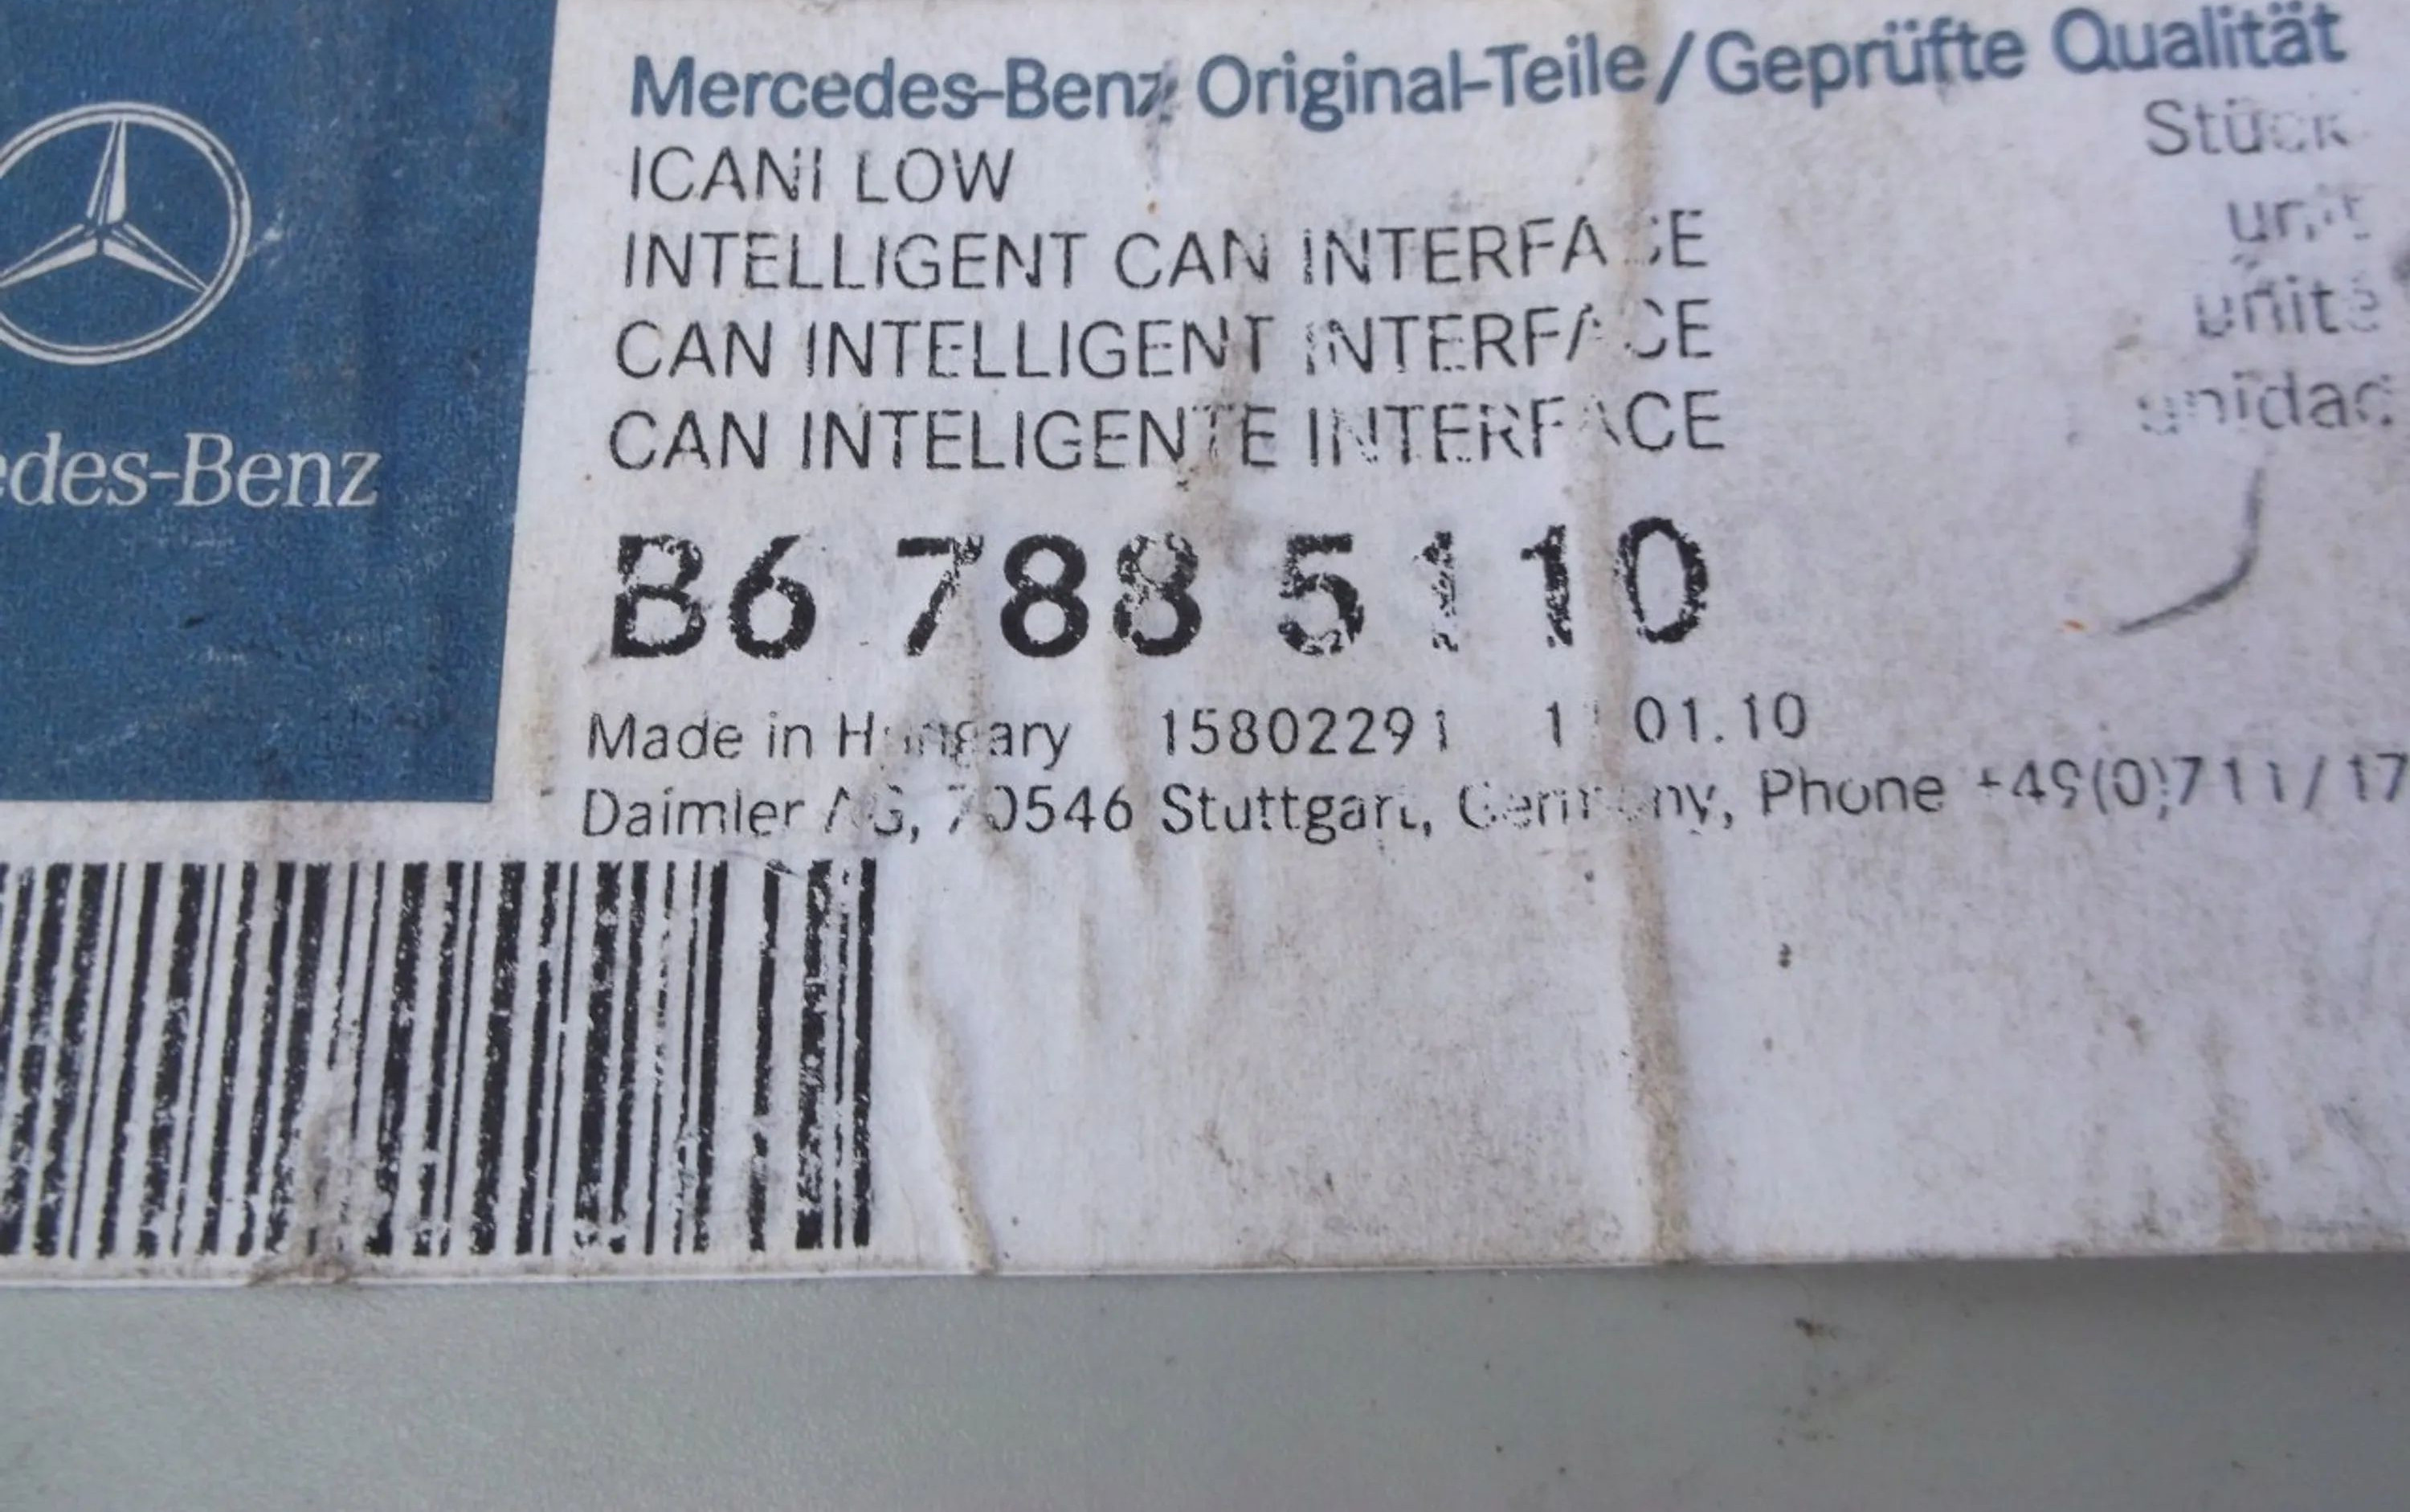 Mercedes-Benz Original-Teile/Geprüfte Qualität
ICANI LOW Stück
INTELLIGENT CAN INTERFACE unit
CAN INTELLIGENT INTERFACE unité
CAN INTELIGENTE INTERFACE unidad
edes-Benz
B6 788 5110
Made in Hungary 15802291 01.10
Daimler AG, 70546 Stuttgart, Germany, Phone +49(0)711/17